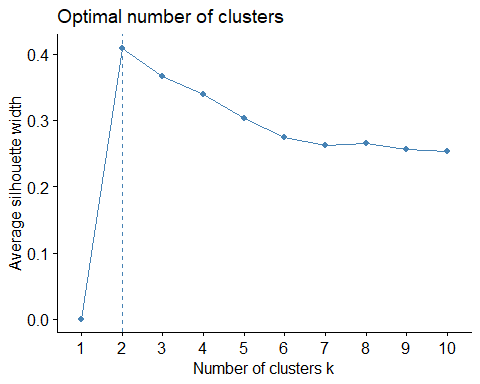 Optimal number of clusters
Average silhouette width
0.4
0.3
0.2
0.1
0.0
1 2 3 4 5 6 7 8 9 10
Number of clusters k